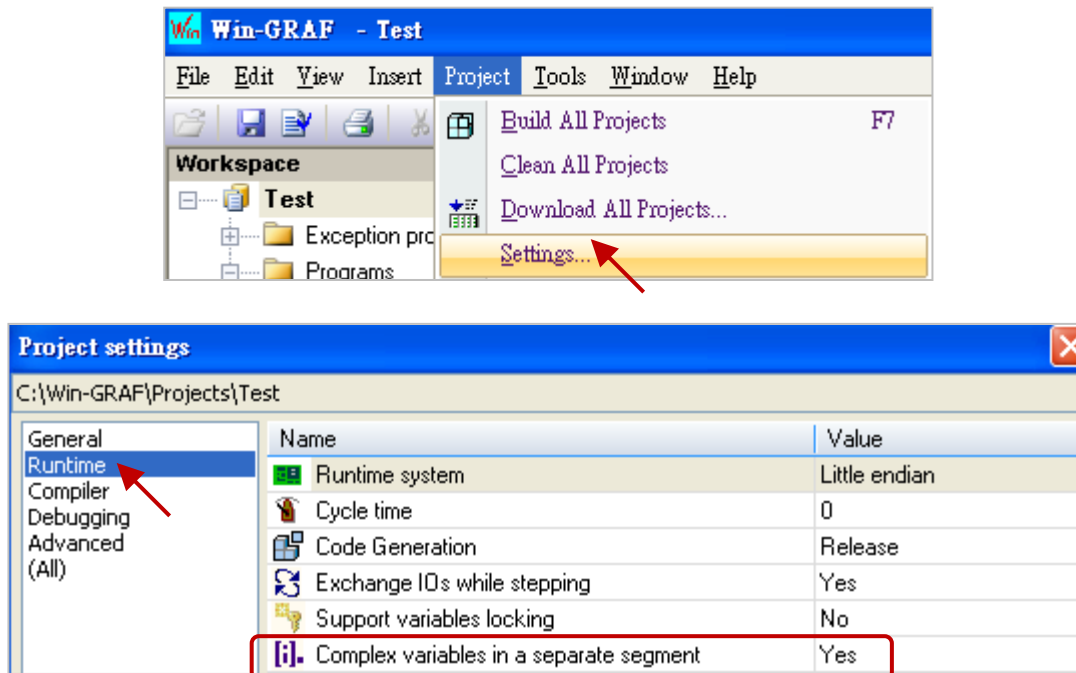 Win Win-GRAF - Test
File Edit View Insert Project Tools Window Help
Build All Projects F7
Workspace
Clean All Projects
Test
Download All Projects...
Exception pro
Settings...
Programs
Project settings
C:\Win-GRAF\Projects\Test
General
Runtime
Compiler
Debugging
Advanced
(All)
Name Value
Runtime system Little endian
Cycle time 0
Code Generation Release
Exchange IOs while stepping Yes
Support variables locking No
[i]. Complex variables in a separate segment Yes